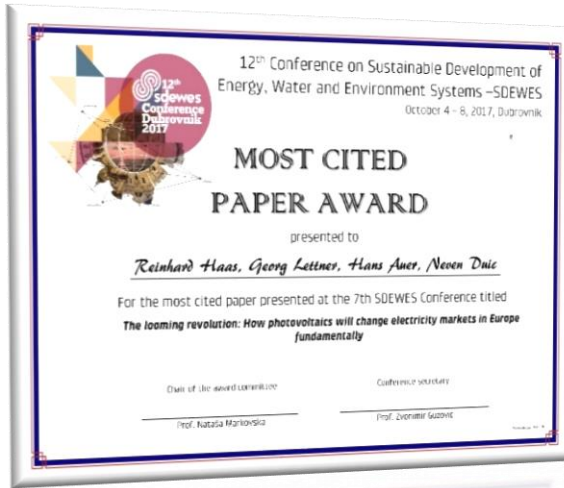 12th Conference on Sustainable Development of
Energy, Water and Environment Systems –SDEWES
October 4 – 8, 2017, Dubrovnik
12th
sdewes
Conference
Dubrovnik
2017
MOST CITED
PAPER AWARD
presented to
Reinhard Haas, Georg Lettner, Hans Auer, Neven Duic
For the most cited paper presented at the 7th SDEWES Conference titled
The looming revolution: How photovoltaics will change electricity markets in Europe
fundamentally
Chair of the award committee
Conference secretary
Prof. Nataša Markovska
Prof. Zvonimir Guzović